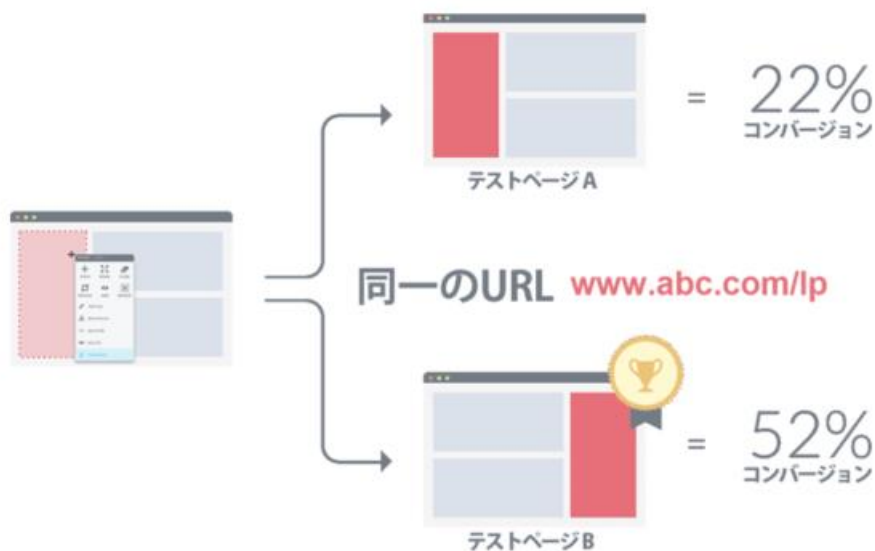 = 22%
コンバージョン
テストページ A
同一のURL www.abc.com/lp
= 52%
コンバージョン
テストページ B